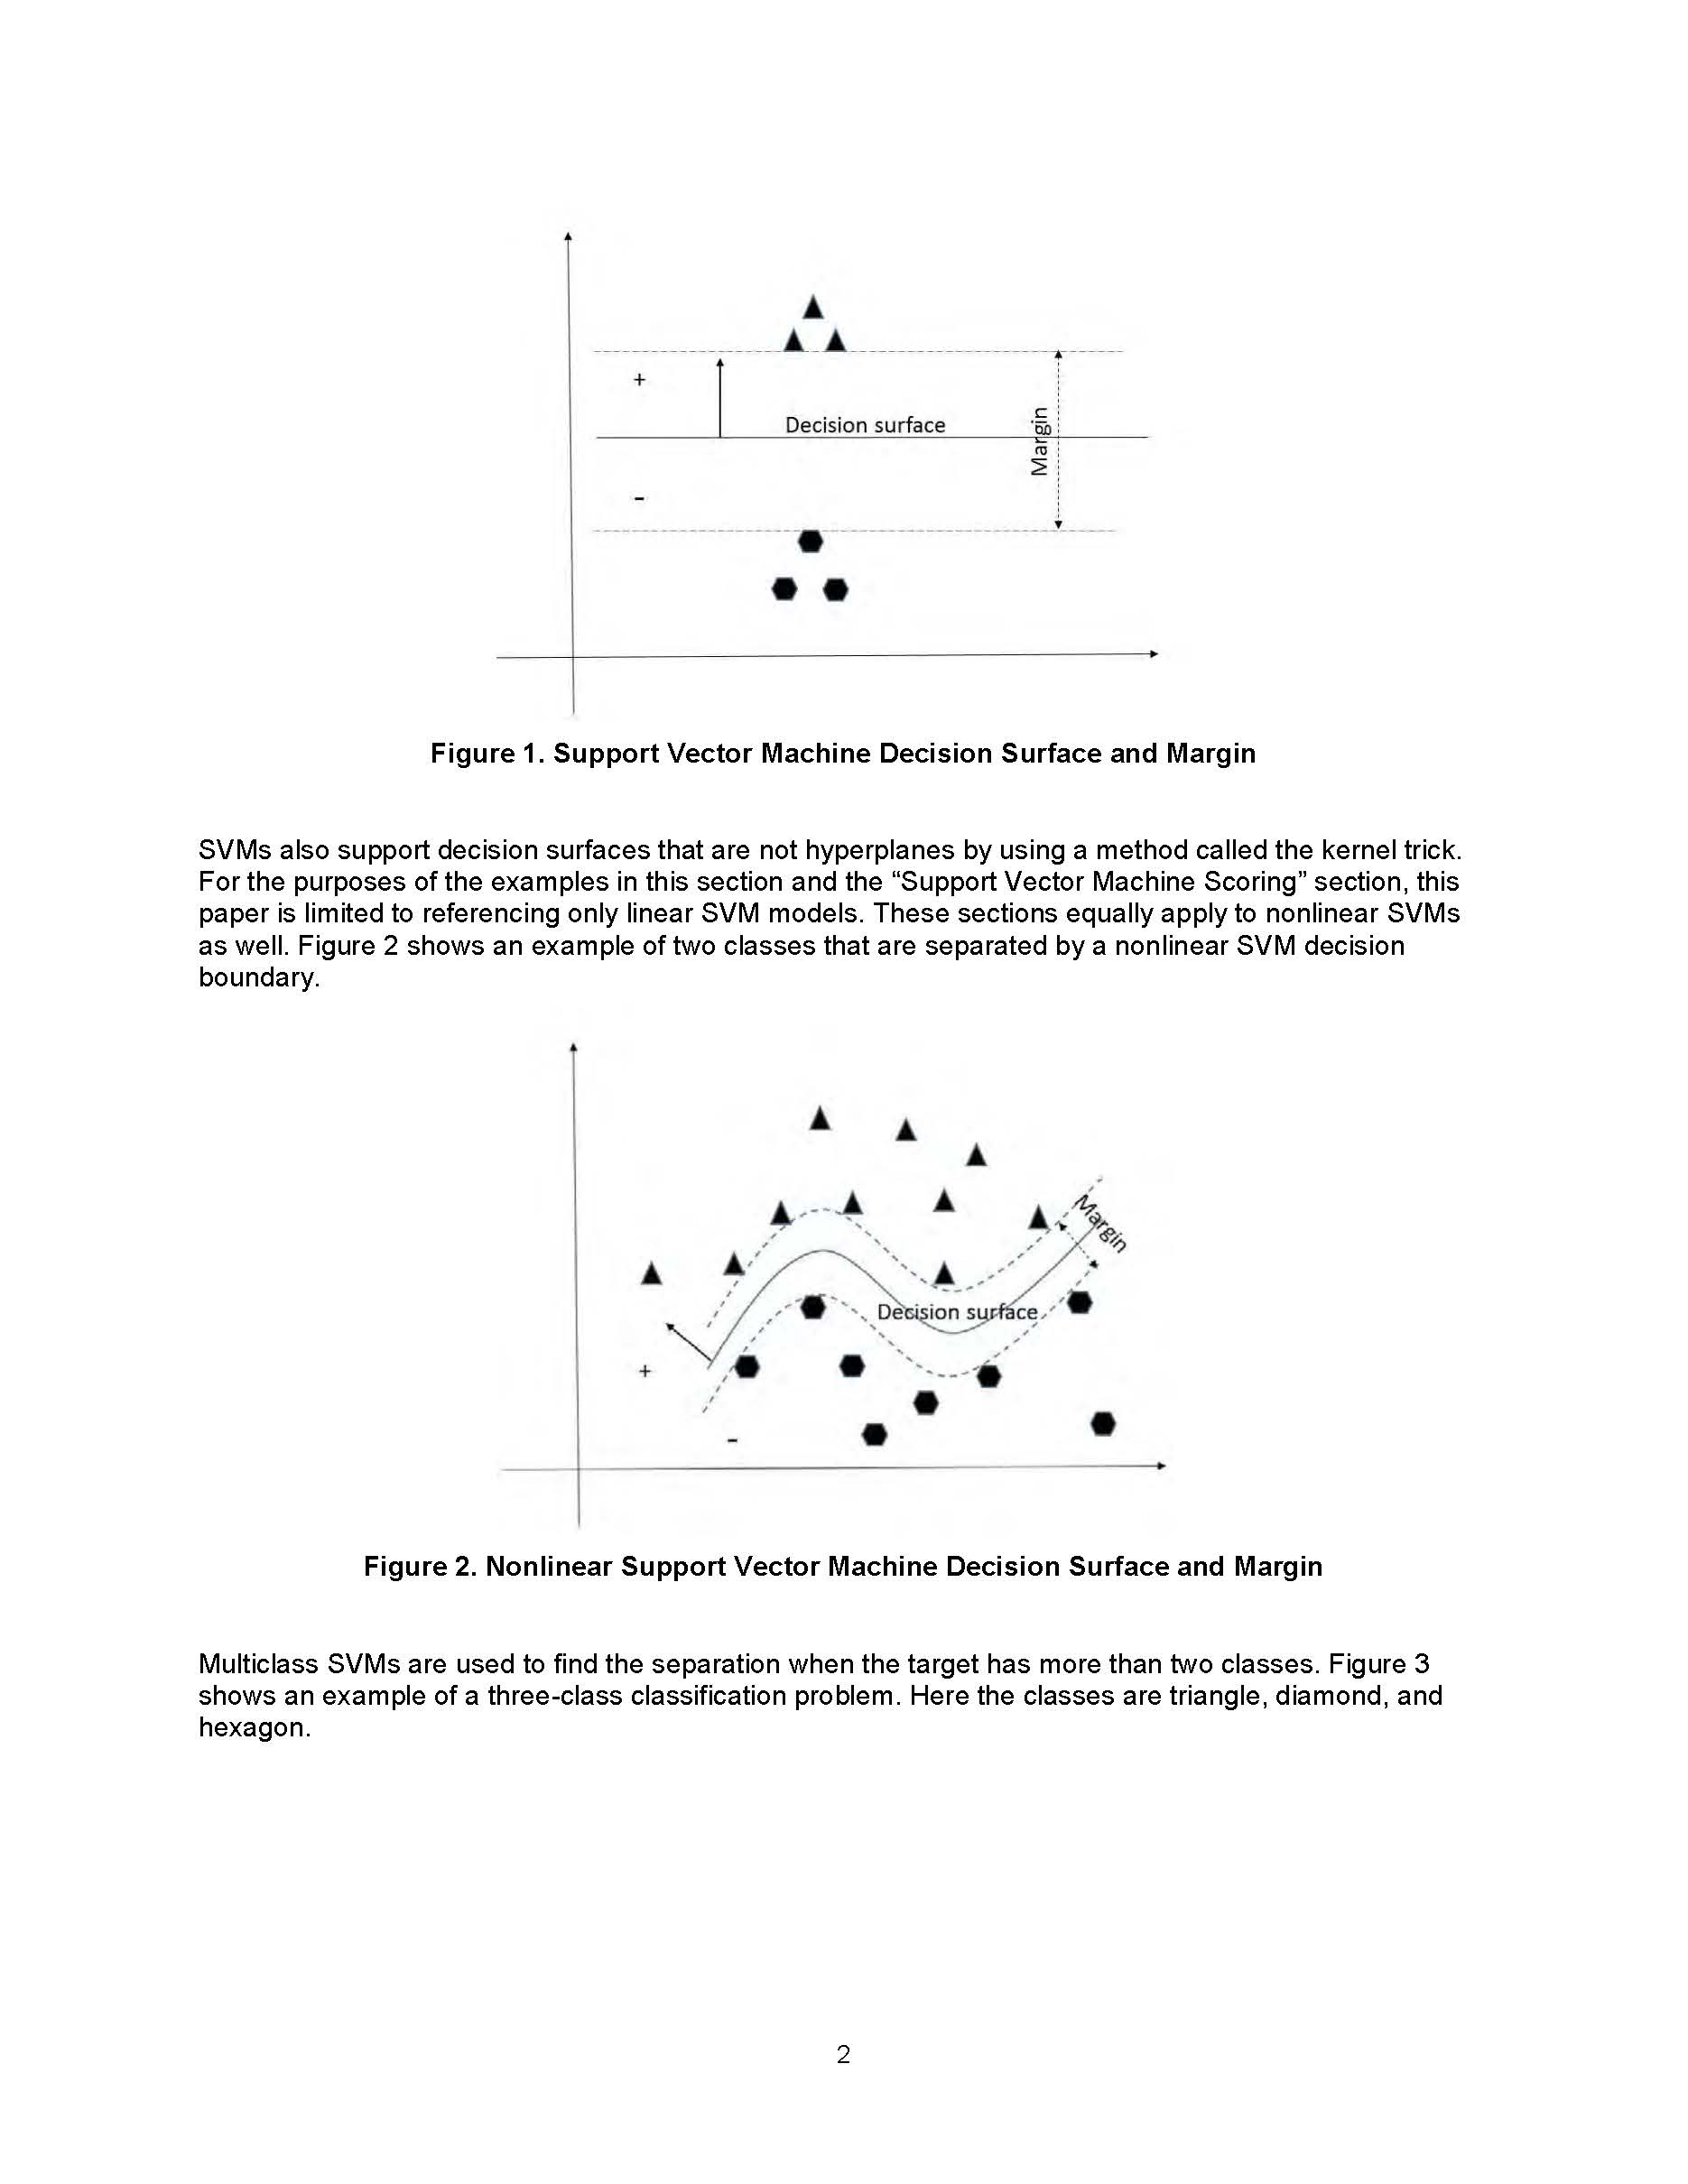 +
Decision surface
Margin
-
Figure 1. Support Vector Machine Decision Surface and Margin
SVMs also support decision surfaces that are not hyperplanes by using a method called the kernel trick.
For the purposes of the examples in this section and the “Support Vector Machine Scoring” section, this
paper is limited to referencing only linear SVM models. These sections equally apply to nonlinear SVMs
as well. Figure 2 shows an example of two classes that are separated by a nonlinear SVM decision
boundary.
Margin
Decision surface
+
-
Figure 2. Nonlinear Support Vector Machine Decision Surface and Margin
Multiclass SVMs are used to find the separation when the target has more than two classes. Figure 3
shows an example of a three-class classification problem. Here the classes are triangle, diamond, and
hexagon.
2